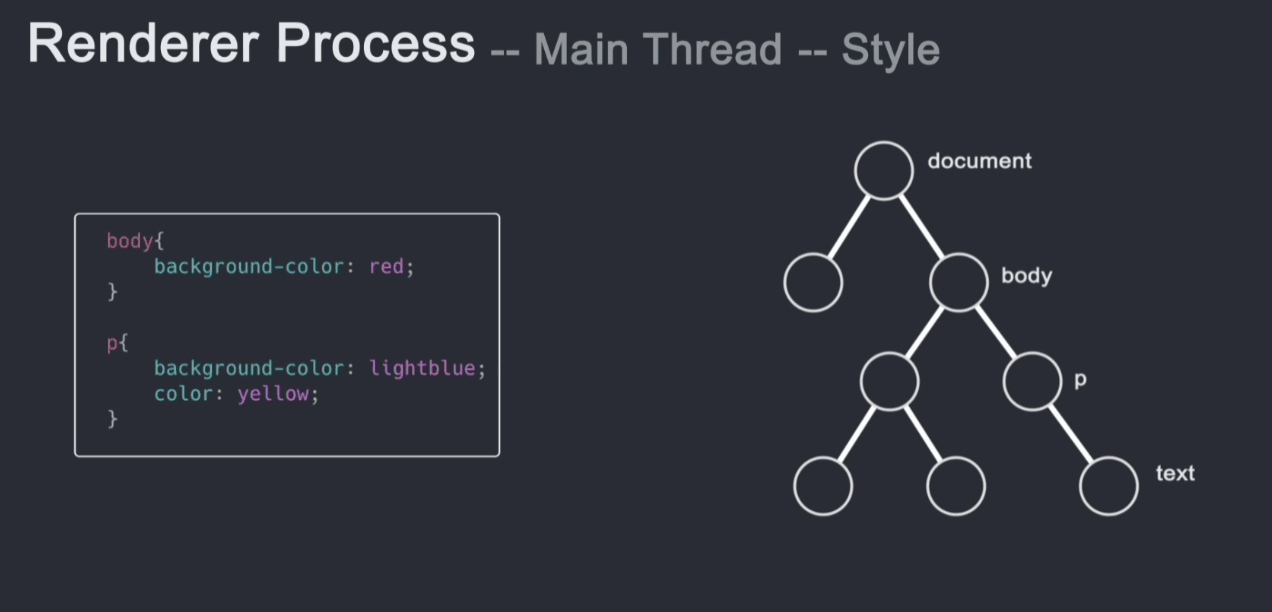 Renderer Process -- Main Thread -- Style
body{
    background-color: red;
}
p{
    background-color: lightblue;
    color: yellow;
}
document
body
p
text